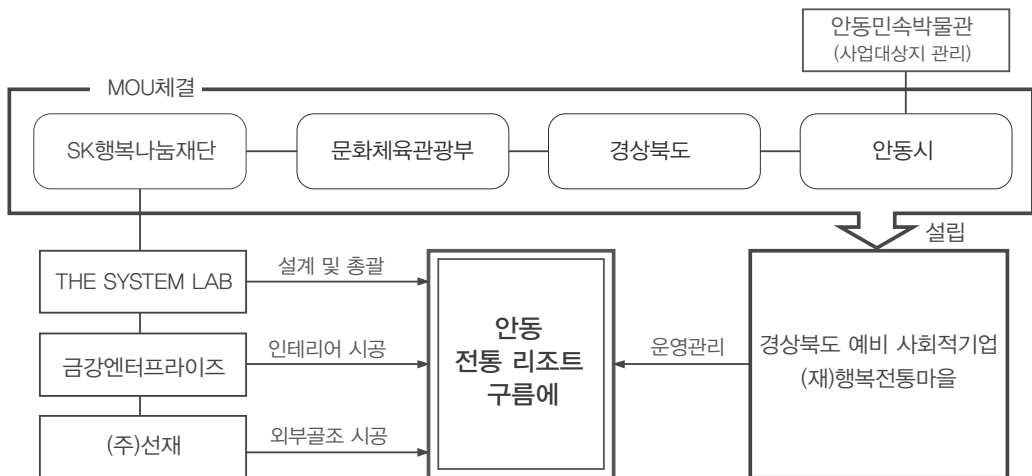 안동민속박물관
(사업대상지 관리)
MOU체결
SK행복나눔재단
문화체육관광부
경상북도
안동시
설립
THE SYSTEM LAB
설계 및 총괄
금강엔터프라이즈
인테리어 시공
(주)선재
외부골조 시공
안동
전통 리조트
구름에
운영관리
경상북도 예비 사회적기업
(재)행복전통마을